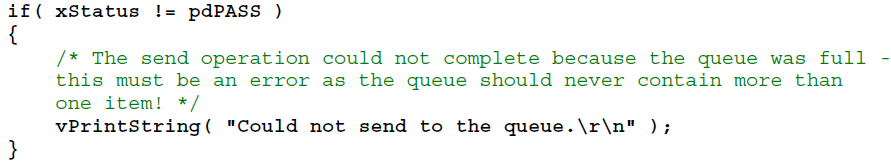 if( xStatus != pdPASS )
{
/* The send operation could not complete because the queue was full -
this must be an error as the queue should never contain more than
one item! */
vPrintString( "Could not send to the queue.\r\n" );
}